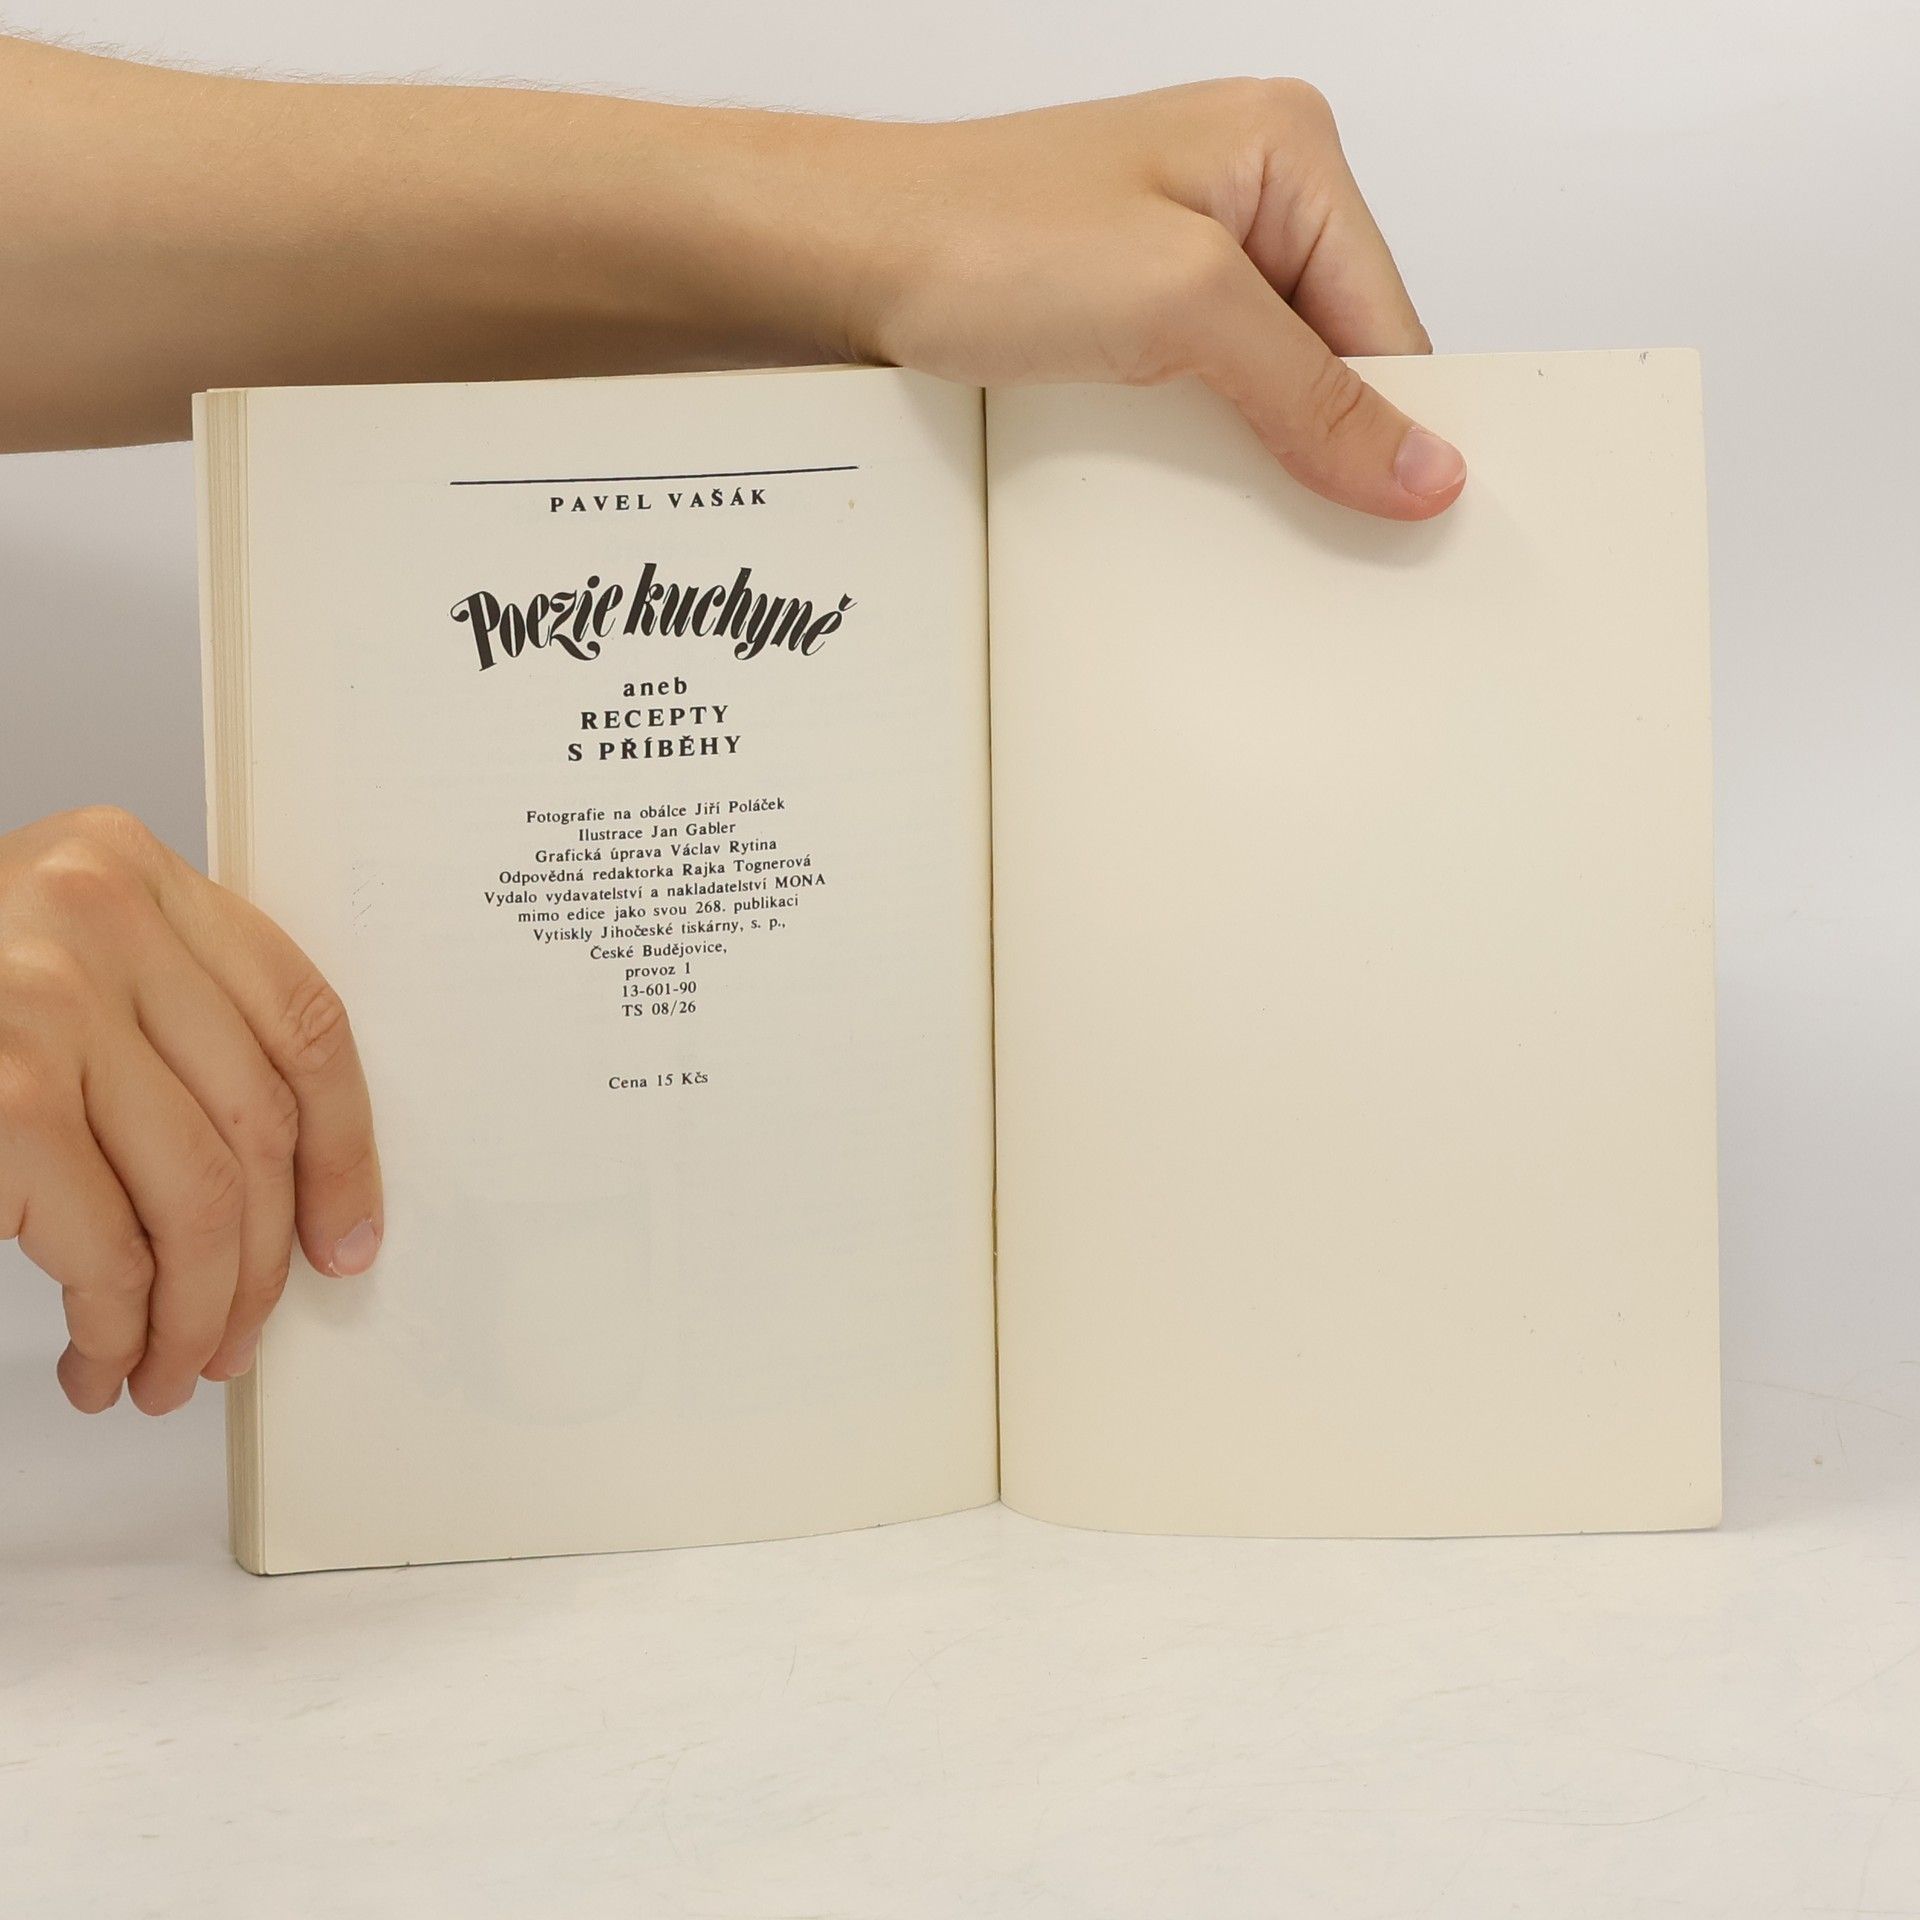 PAVEL VAŠÁK
Poezie kuchyně
aneb
RECEPTY
S PŘÍBĚHY
Fotografie na obálce Jiří Poláček
Ilustrace Jan Gabler
Grafická úprava Václav Rytina
Odpovědná redaktorka Rajka Tognerová
Vydalo vydavatelství a nakladatelství MONA
mimo edice jako svou 268. publikaci
Vytiskly Jihočeské tiskárny, s. p.,
České Budějovice,
provoz 1
13-601-90
TS 08/26
Cena 15 Kčs